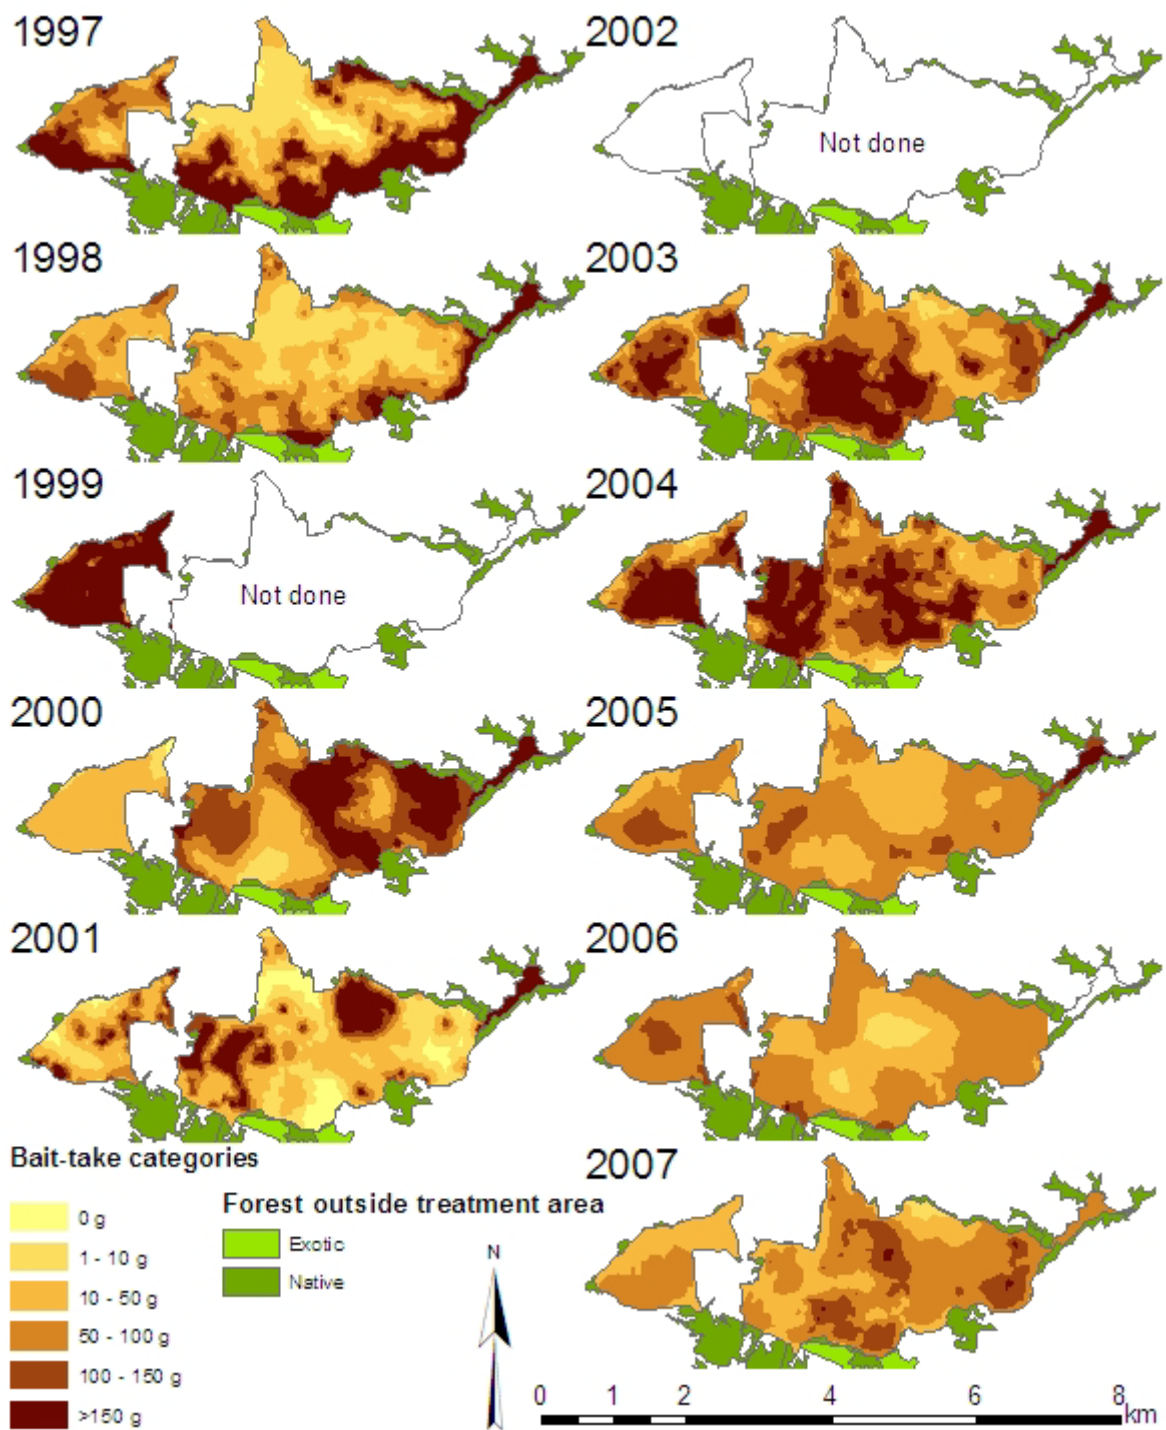 1997
2002
Not done
1998
2003
1999
Not done
2004
2000
2005
2001
2006
Bait-take categories
0 g
1 - 10 g
10 - 50 g
50 - 100 g
100 - 150 g
>150 g
Forest outside treatment area
Exotic
Native
N
2007
0 1 2 4 6 8
km